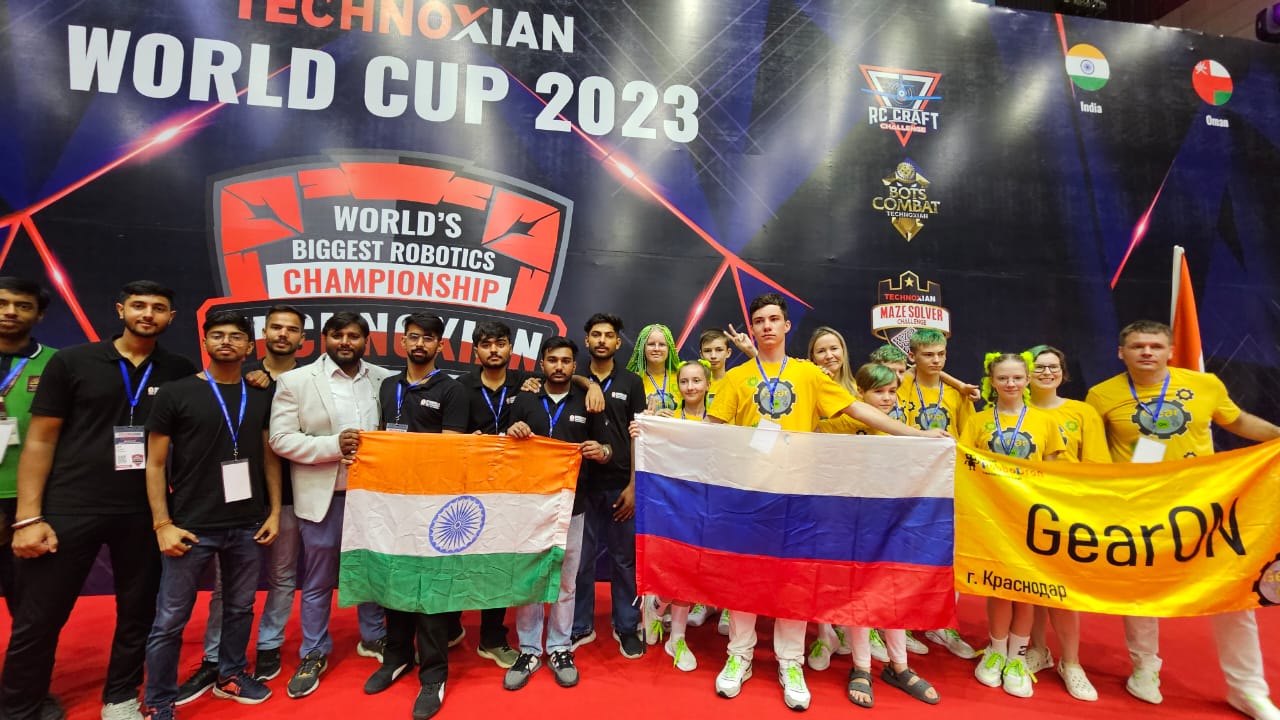 TECHNOXIAN
WORLD CUP 2023
WORLD'S
BIGGEST ROBOTICS
CHAMPIONSHIP
TECHNOXIAN
RC CRAFT
CHALLENGE
BOTS
COMBAT
TECHNOXIAN
TECHNOXIAN
MAZE SOLVER
CHALLENGE
India
Oman
GearON
г. Краснодар